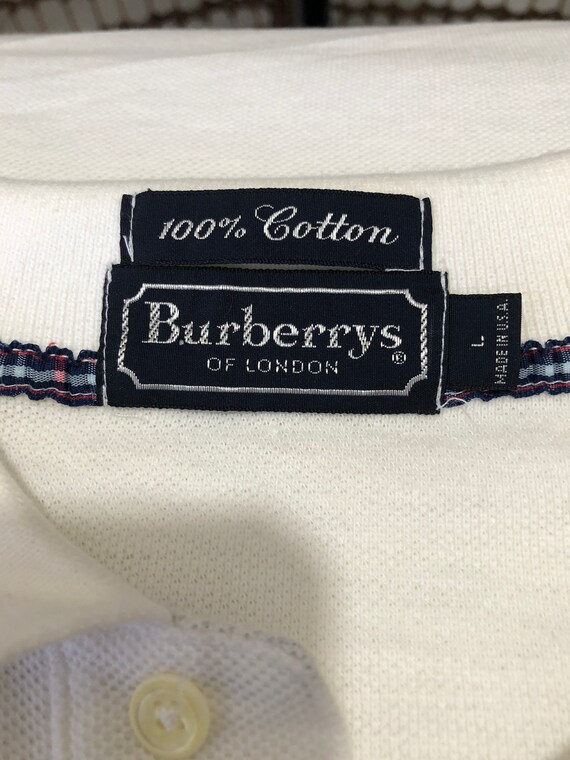 100% Cotton
Burberrys®
OF LONDON
L
MADE IN U.S.A.